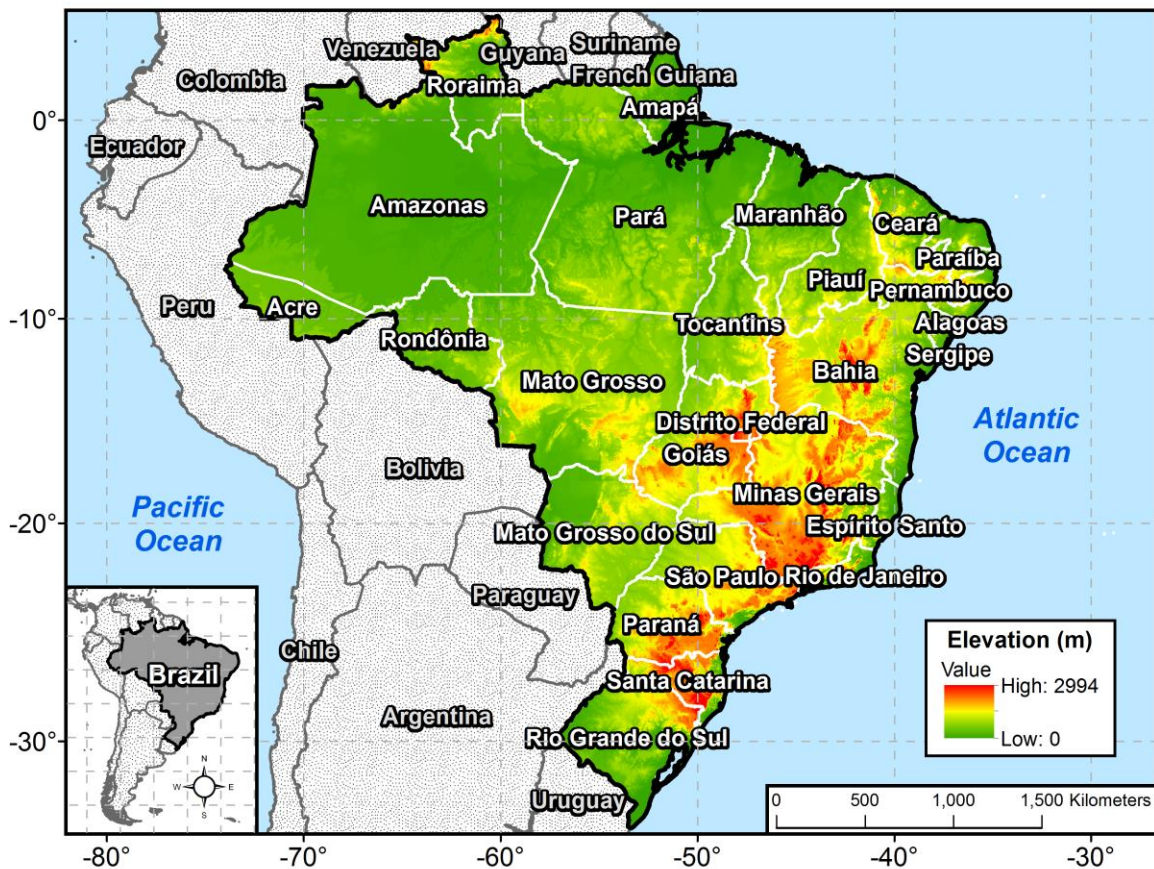 Venezuela
Guyana
Suriname
Colombia
French Guiana
Roraima
Amapá
0°
Ecuador
Amazonas
Pará
Maranhão
Ceará
Paraíba
Piauí
Pernambuco
Peru
Acre
-10°
Rondônia
Tocantins
Alagoas
Sergipe
Mato Grosso
Bahia
Distrito Federal
Goiás
Atlantic
Ocean
Bolivia
Minas Gerais
Pacific
Ocean
-20°
Mato Grosso do Sul
Espírito Santo
São Paulo
Rio de Janeiro
Paraguay
Paraná
Chile
Santa Catarina
Argentina
Rio Grande do Sul
-30°
Uruguay
Brazil
N
W
E
S
Elevation (m)
Value
High: 2994
Low: 0
0 500 1,000 1,500 Kilometers
-80° -70° -60° -50° -40° -30°